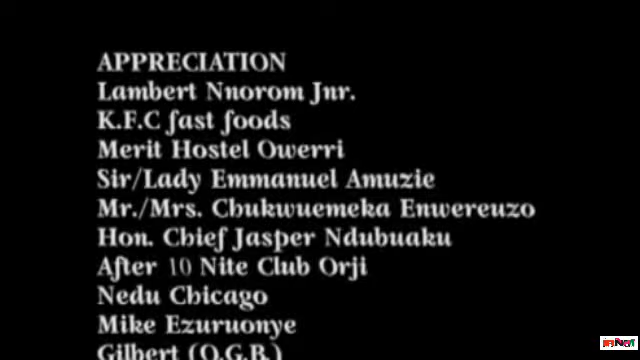 APPRECIATION
Lambert Nnorom Jnr.
K.F.C fast foods
Merit Hostel Owerri
Sir/Lady Emmanuel Amuzie
Mr./Mrs. Chukwuemeka Enwereuzo
Hon. Chief Jasper Ndubuaku
After 10 Nite Club Orji
Nedu Chicago
Mike Ezuruonye
Gilbert (O.G.B.)